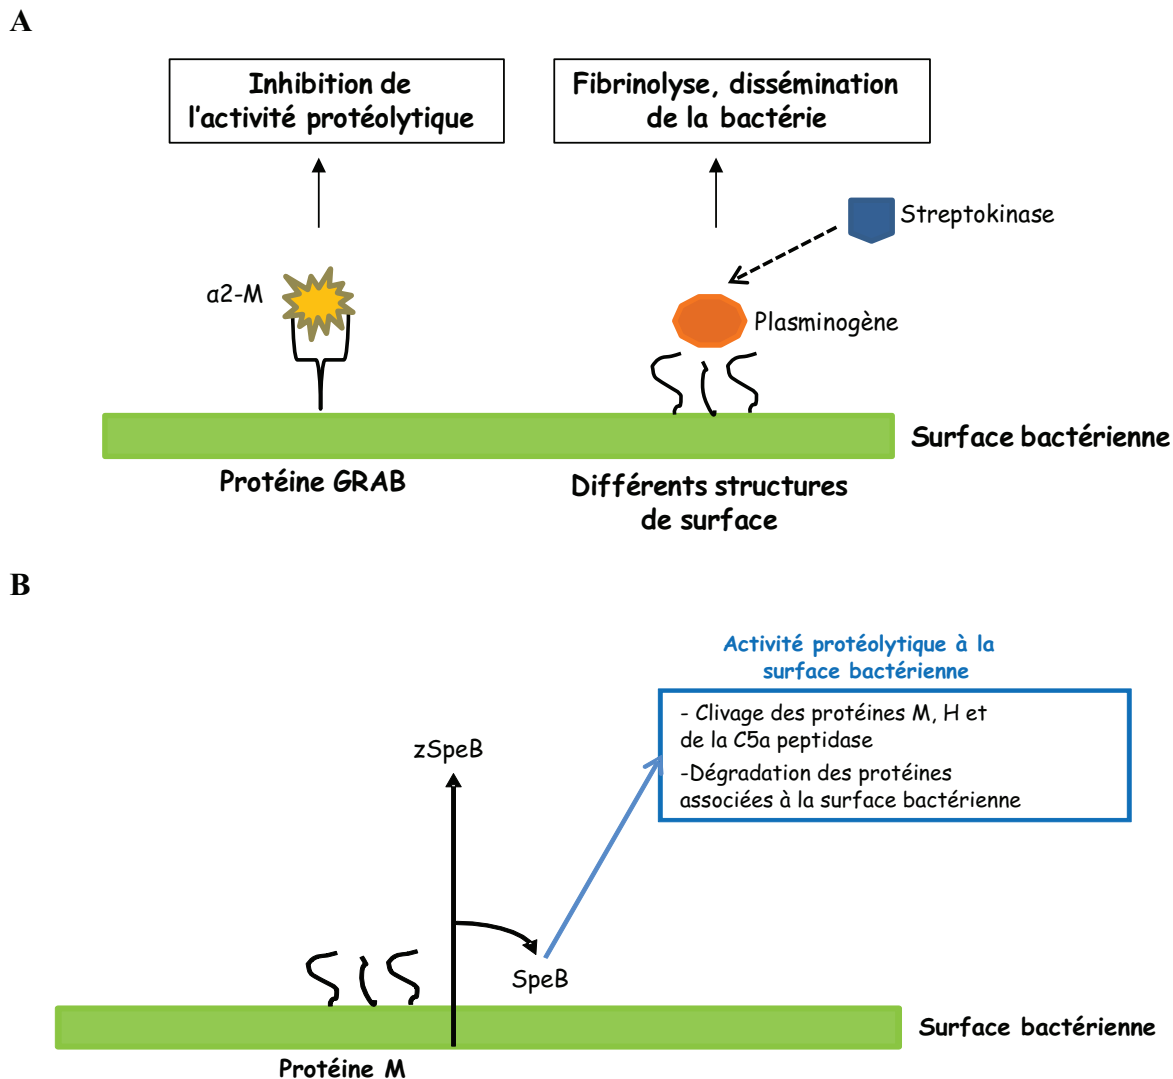 A
Inhibition de
l'activité protéolytique
Fibrinolyse, dissémination
de la bactérie
Streptokinase
α2-M
Plasminogène
Surface bactérienne
Protéine GRAB
Différents structures
de surface
B
Activité protéolytique à la
surface bactérienne
- Clivage des protéines M, H et
de la C5a peptidase
-Dégradation des protéines
associées à la surface bactérienne
zSpeB
SpeB
Surface bactérienne
Protéine M